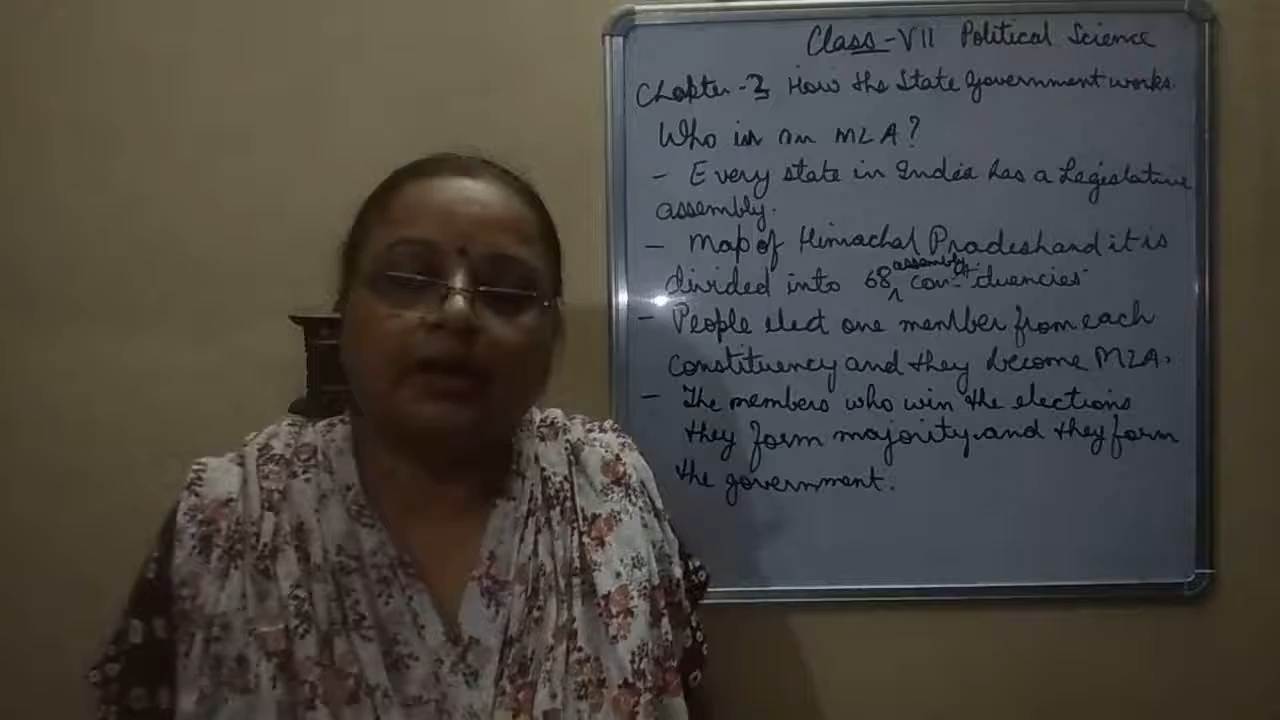 Class-VII Political Science
Chapter-3 How the State Government works.
Who is an MLA?
- Every state in India has a Legislative
assembly.
- Map of Himachal Pradesh and it is
divided into 68 assembly constituencies
- People elect one member from each
constituency and they become MLA.
- The members who win the elections
they form majority and they form
the government.